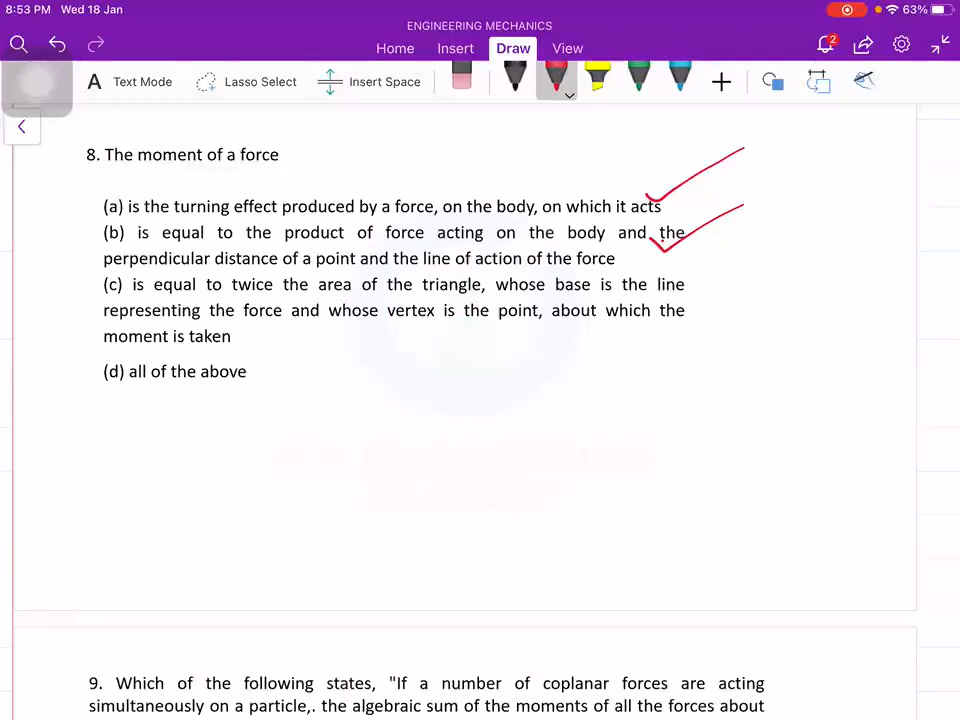 8:53 PM Wed 18 Jan
63%
ENGINEERING MECHANICS
Home Insert Draw View
2
A Text Mode Lasso Select Insert Space
8. The moment of a force
(a) is the turning effect produced by a force, on the body, on which it acts
(b) is equal to the product of force acting on the body and the
perpendicular distance of a point and the line of action of the force
(c) is equal to twice the area of the triangle, whose base is the line
representing the force and whose vertex is the point, about which the
moment is taken
(d) all of the above
9. Which of the following states, "If a number of coplanar forces are acting
simultaneously on a particle,. the algebraic sum of the moments of all the forces about